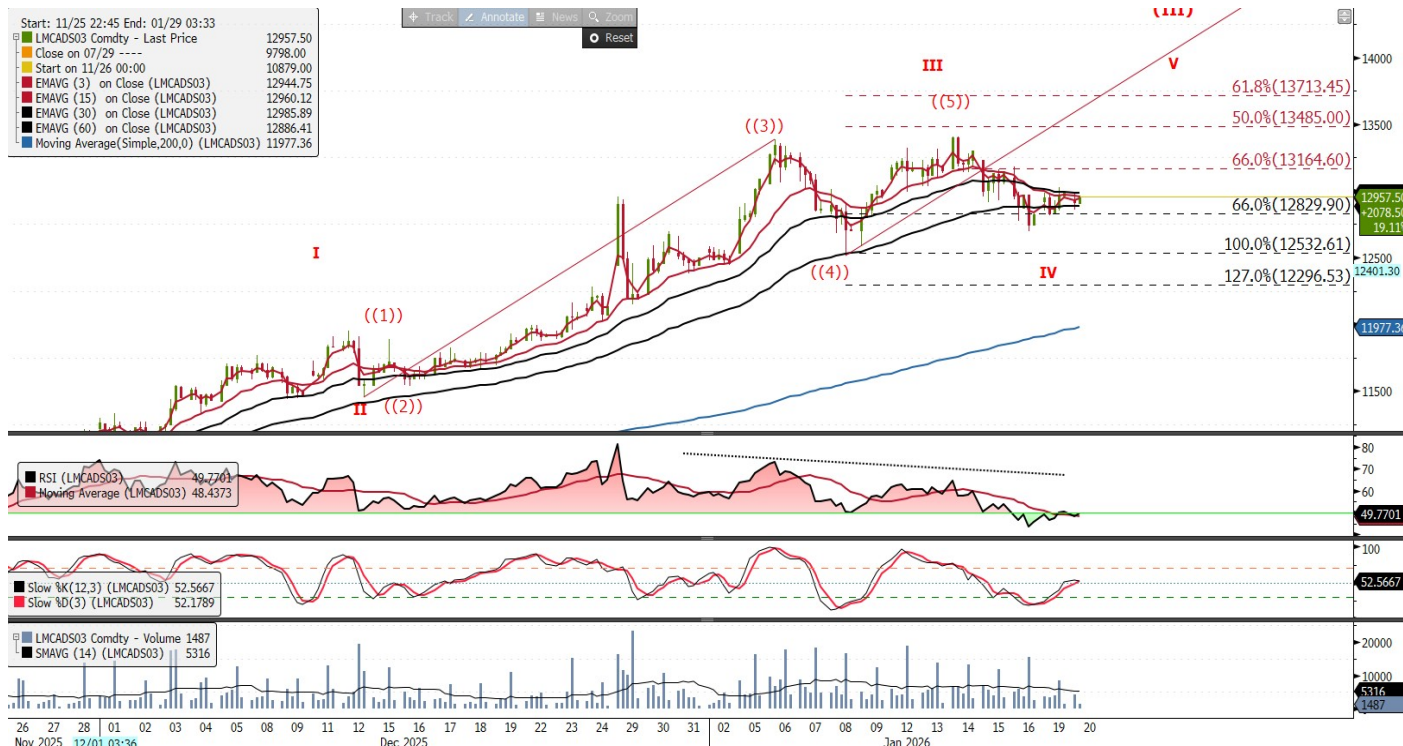 Track Annotate News Zoom
Reset
Start: 11/25 22:45 End: 01/29 03:33
LMCADS03 Comdty - Last Price 12957.50
Close on 07/29 ---- 9798.00
Start on 11/26 00:00 10879.00
EMAVG (3) on Close (LMCADS03) 12944.75
EMAVG (15) on Close (LMCADS03) 12960.12
EMAVG (30) on Close (LMCADS03) 12985.89
EMAVG (60) on Close (LMCADS03) 12886.41
Moving Average(Simple,200,0) (LMCADS03) 11977.36
(III)
V
III
((5))
((3))
I
((1))
II
((2))
((4))
IV
61.8%(13713.45)
50.0%(13485.00)
66.0%(13164.60)
66.0%(12829.90)
100.0%(12532.61)
127.0%(12296.53)
14000
13500
12957.50
+2078.50
19.11%
12500
12401.30
11977.36
11500
RSI (LMCADS03) 49.7701
Moving Average (LMCADS03) 48.4373
80
70
60
49.7701
Slow %K(12,3) (LMCADS03) 52.5667
Slow %D(3) (LMCADS03) 52.1789
100
52.5667
LMCADS03 Comdty - Volume 1487
SMAVG (14) (LMCADS03) 5316
20000
10000
5316
1487
26 27 28 01 02 03 04 05 08 09 10 11 12 15 16 17 18 19 22 23 24 26 29 30 31 02 05 06 07 08 09 12 13 14 15 16 19 20
Nov 2025 12/01 03:36 Dec 2025 Jan 2026